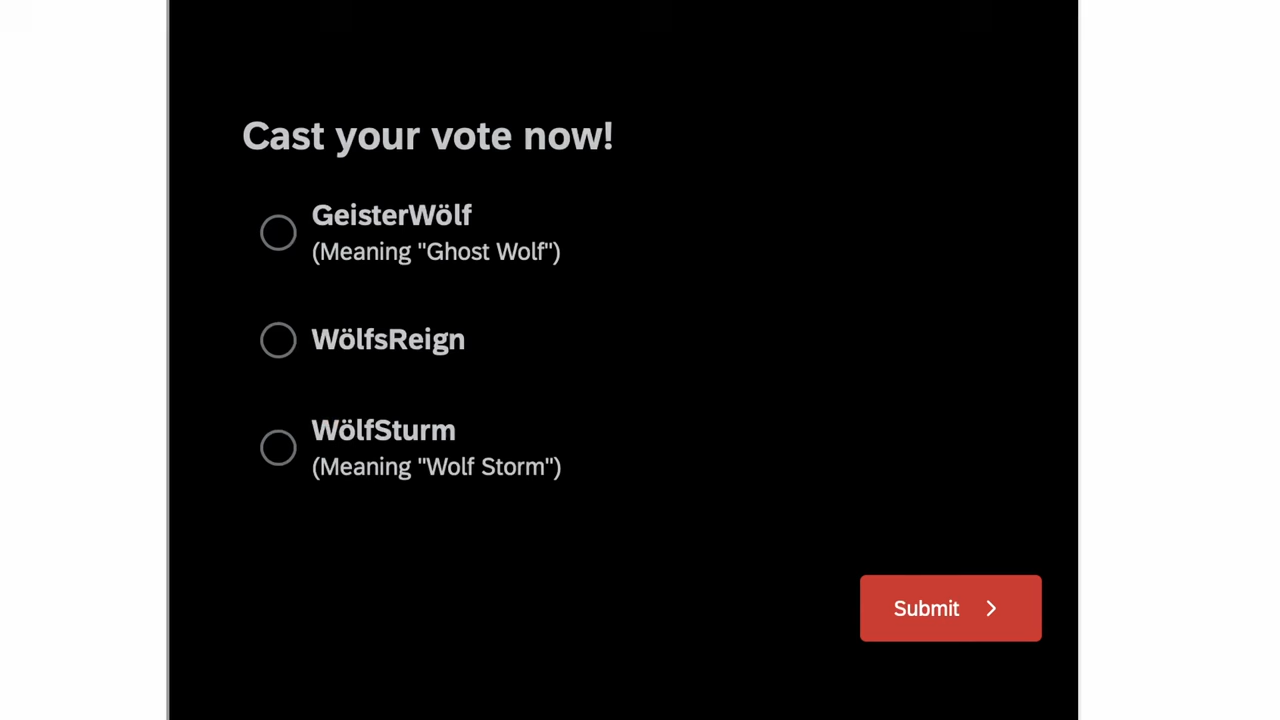 Cast your vote now!
GeisterWölf
(Meaning "Ghost Wolf")
WölfsReign
WölfSturm
(Meaning "Wolf Storm")
Submit